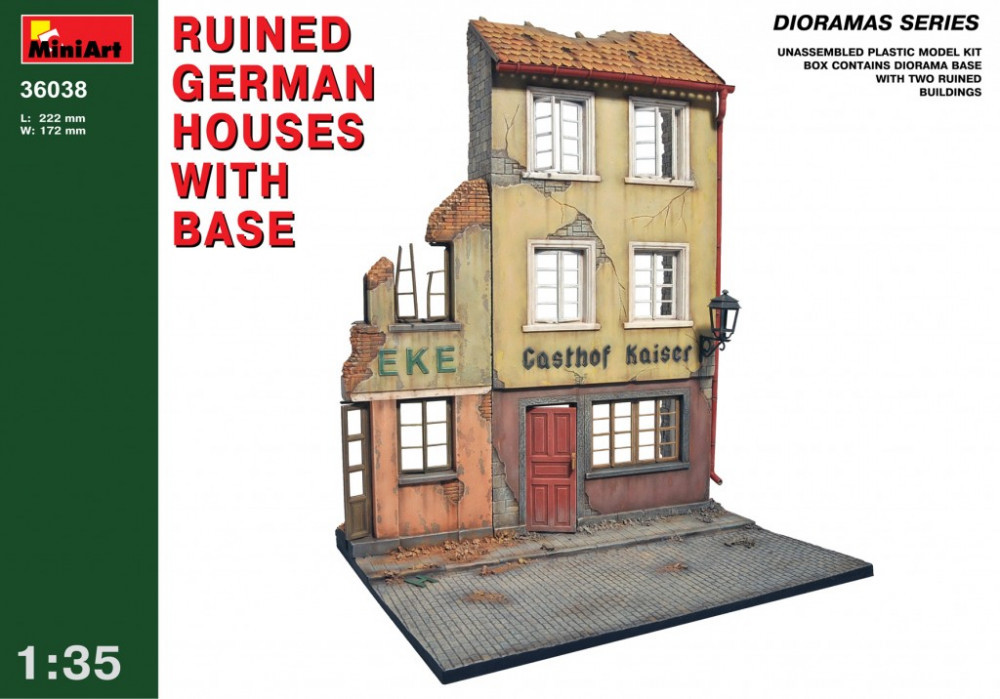 MiniArt
36038
L: 222 mm
W: 172 mm
RUINED
GERMAN
HOUSES
WITH
BASE
DIORAMAS SERIES
UNASSEMBLED PLASTIC MODEL KIT
BOX CONTAINS DIORAMA BASE
WITH TWO RUINED
BUILDINGS
EKE
Gasthof Kaiser
1:35